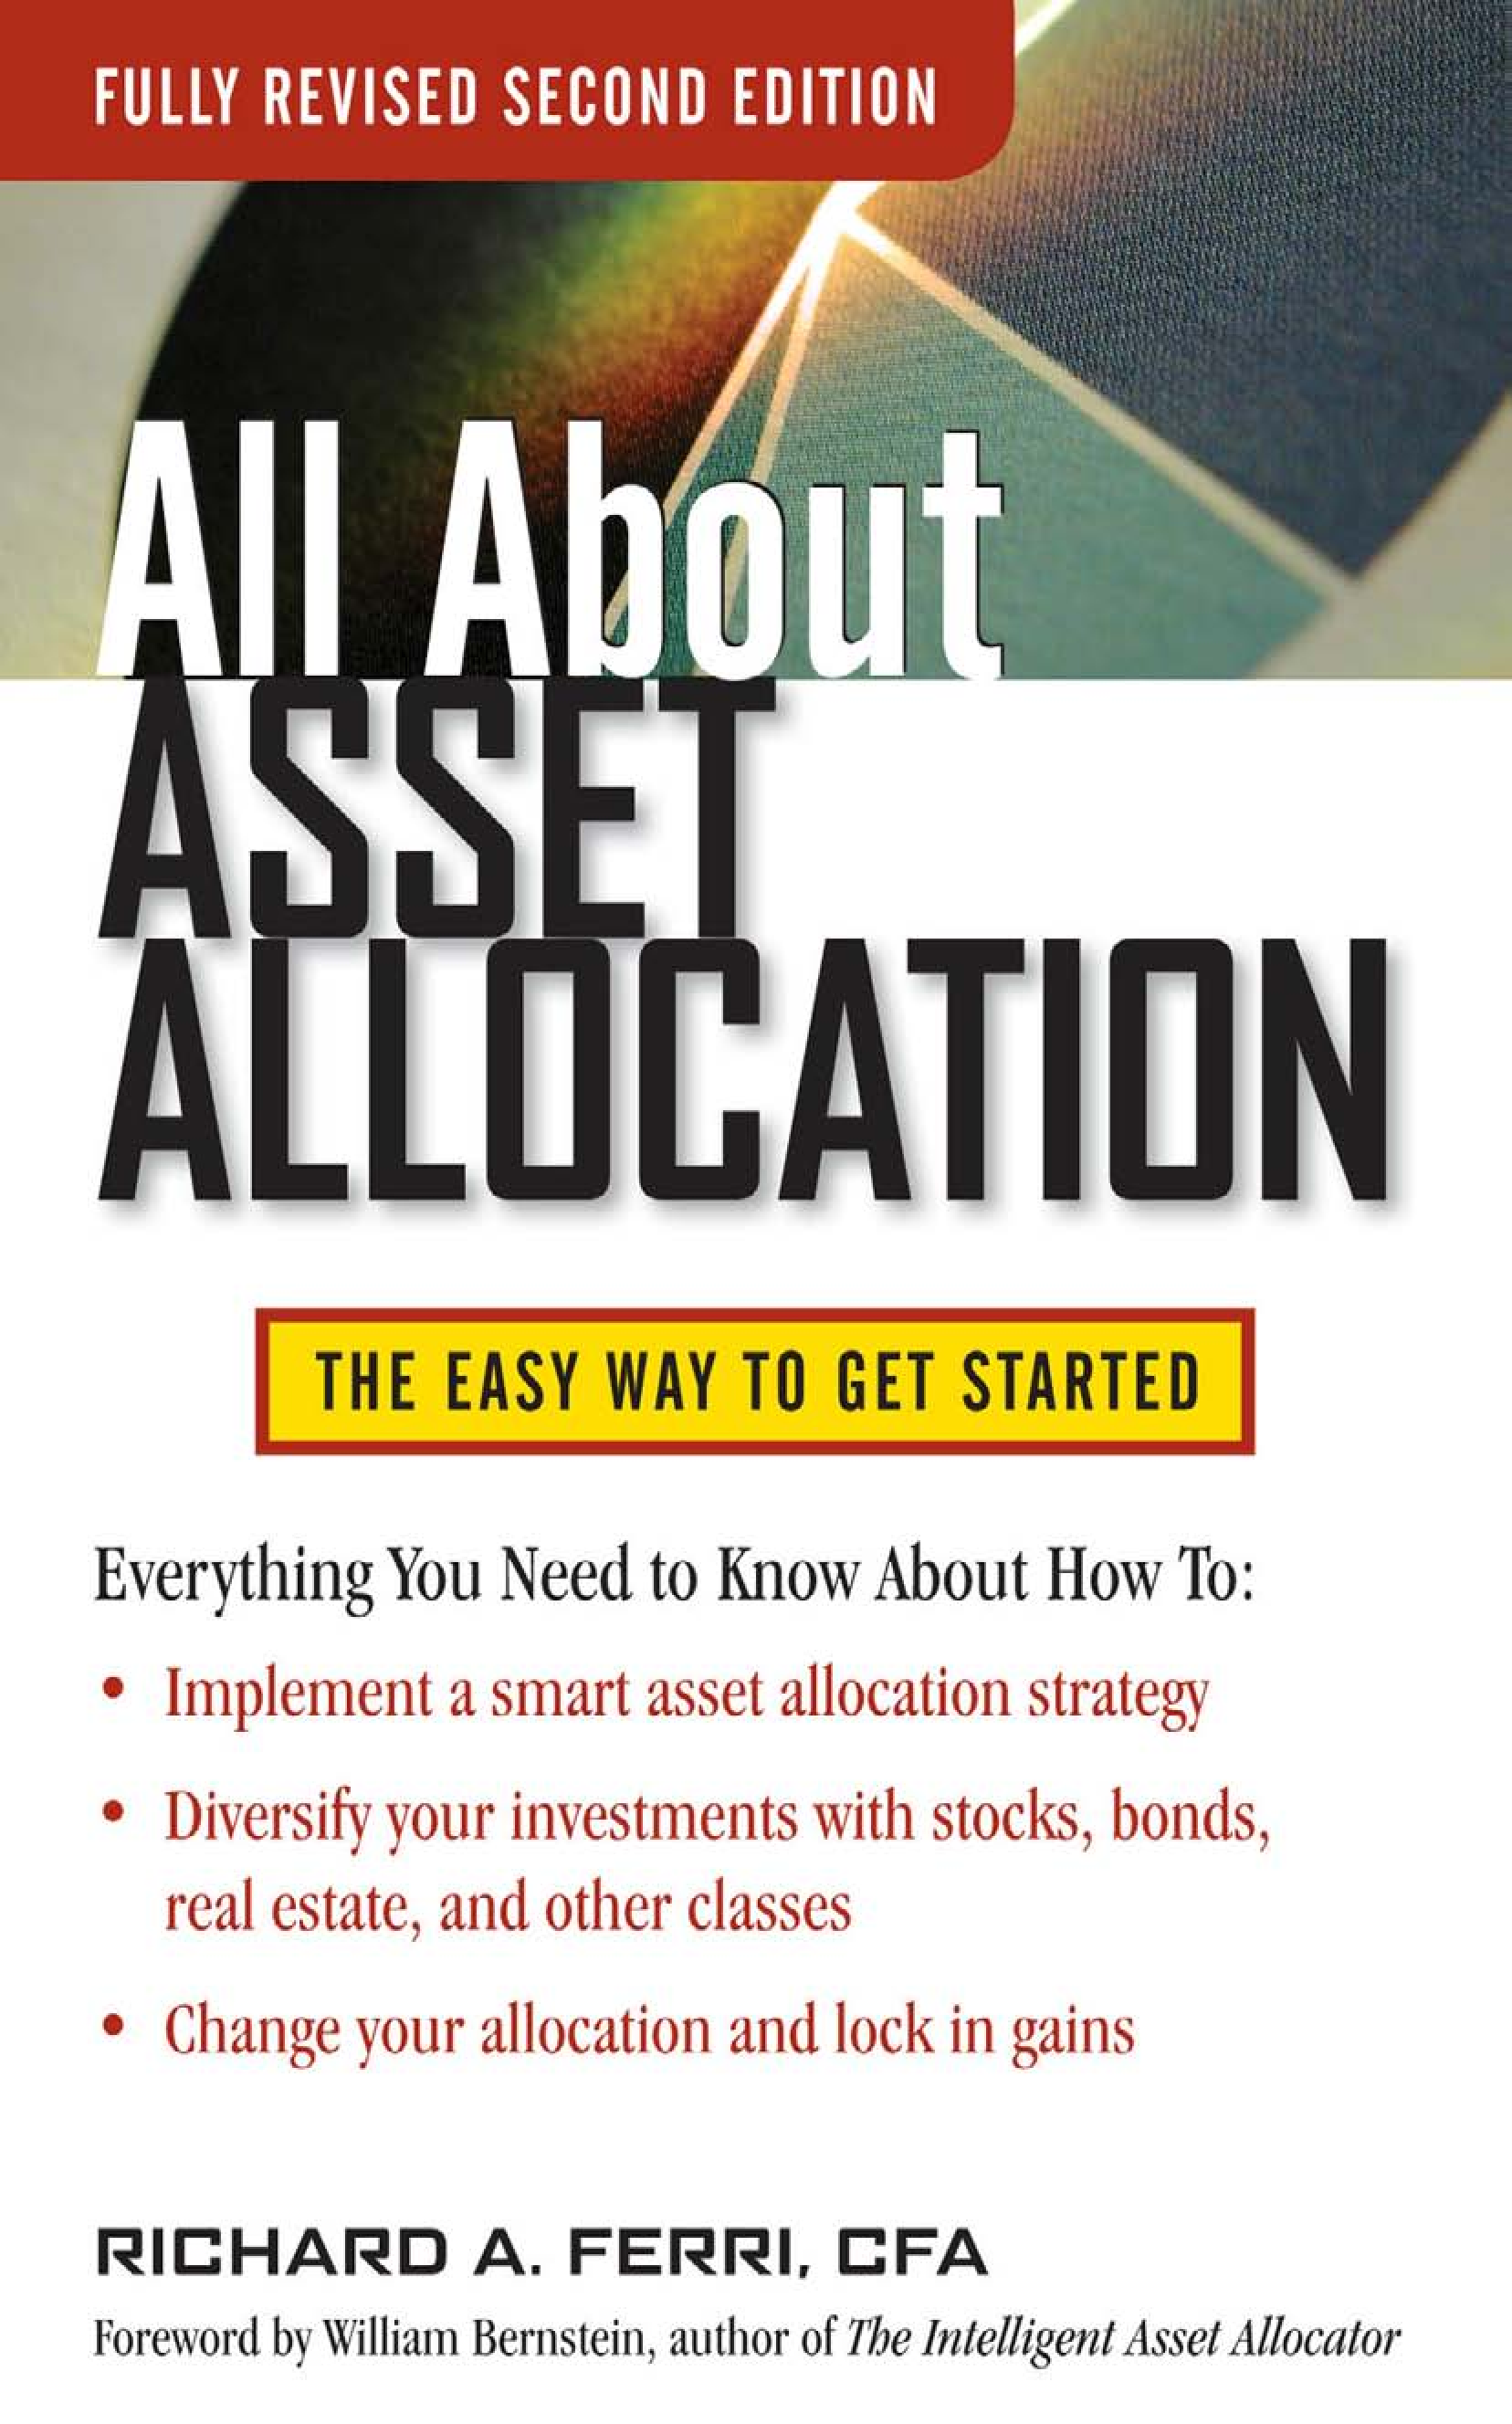 FULLY REVISED SECOND EDITION
All About
ASSET
ALLOCATION
THE EASY WAY TO GET STARTED
Everything You Need to Know About How To:
• Implement a smart asset allocation strategy
• Diversify your investments with stocks, bonds,
real estate, and other classes
• Change your allocation and lock in gains
RICHARD A. FERRI, CFA
Foreword by William Bernstein, author of The Intelligent Asset Allocator